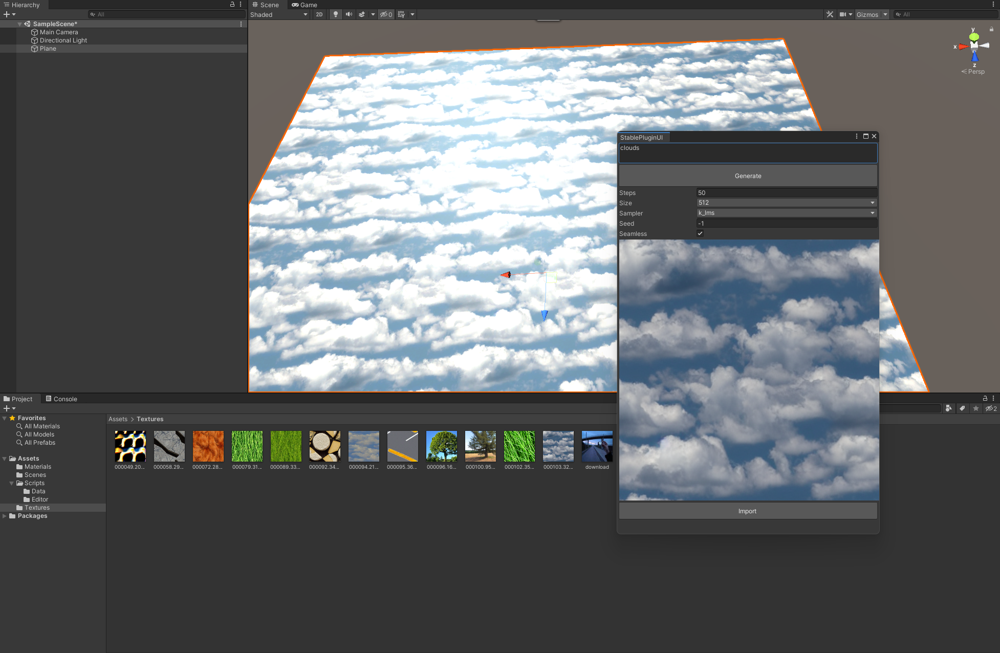 Hierarchy
All
SampleScene*
Main Camera
Directional Light
Plane
Scene
Game
Shaded
2D
0
Gizmos
All
y
x
z
Persp
StablePluginUI
clouds
Generate
Steps 50
Size 512
Sampler k_lms
Seed -1
Seamless
Import
Project
Console
2
Favorites
All Materials
All Models
All Prefabs
Assets
Materials
Scenes
Scripts
Data
Editor
Textures
Packages
Assets > Textures
000049.20...
000058.29...
000072.28...
000079.31...
000089.33...
000092.34...
000094.21...
000095.36...
000096.16...
000100.95...
000102.35...
000103.32...
download